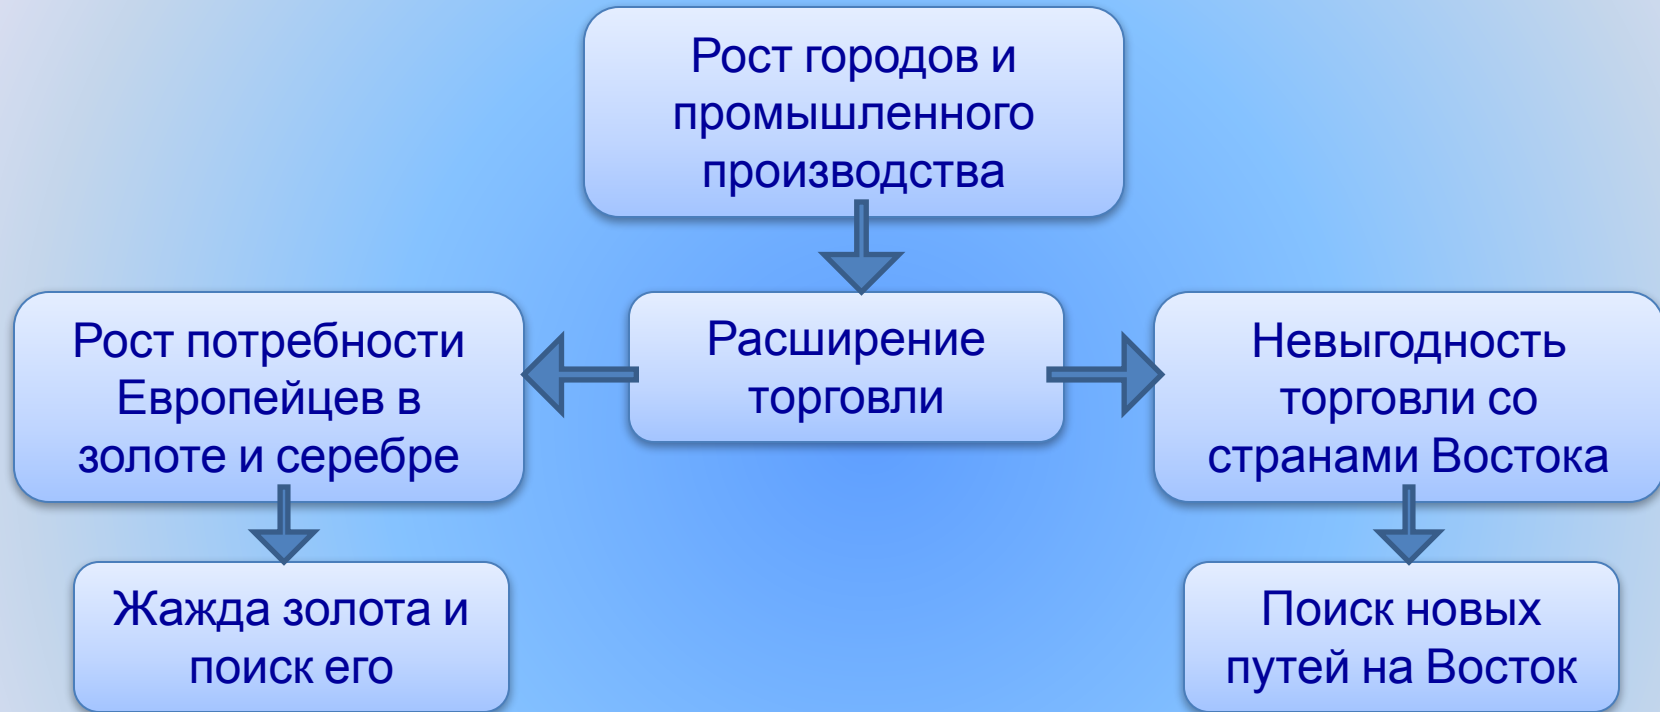 Рост городов и
промышленного
производства
Рост потребности
Европейцев в
золоте и серебре
Расширение
торговли
Невыгодность
торговли со
странами Востока
Жажда золота и
поиск его
Поиск новых
путей на Восток